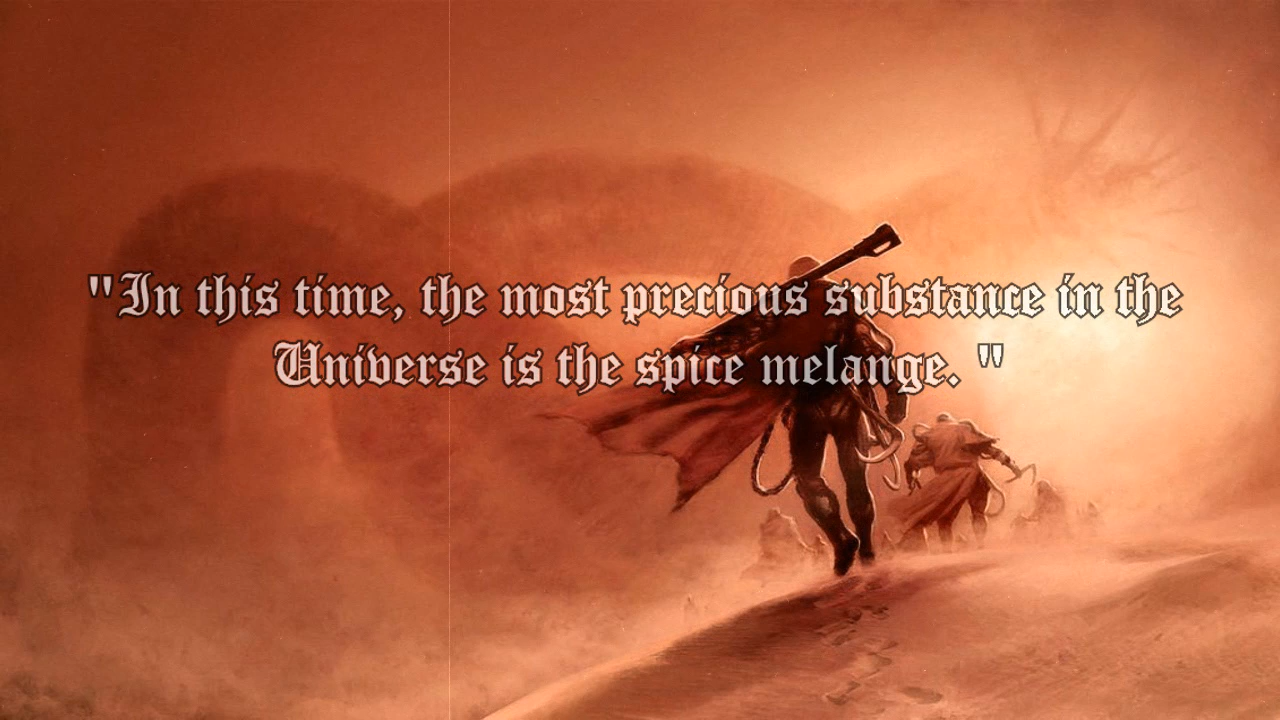 "In this time, the most precious substance in the
Universe is the spice melange. "